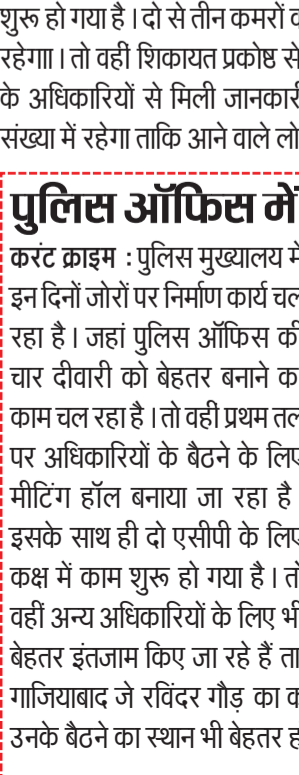 शुरू हो गया है। दो से तीन कमरों
रहेगाा। तो वही शिकायत प्रकोष्ठ से
के अधिकारियों से मिली जानकारी
संख्या में रहेगा ताकि आने वाले लो
पुलिस ऑफिस में
करंट क्राइम : पुलिस मुख्यालय में
इन दिनों जोरों पर निर्माण कार्य चल
रहा है। जहां पुलिस ऑफिस की
चार दीवारी को बेहतर बनाने का
काम चल रहा है। तो वहीं प्रथम तल
पर अधिकारियों के बैठने के लिए
मीटिंग हॉल बनाया जा रहा है
इसके साथ ही दो एसीपी के लिए
कक्ष में काम शुरू हो गया है। तो
वहीं अन्य अधिकारियों के लिए भी
बेहतर इंतजाम किए जा रहे हैं ता
गाजियाबाद जे रविंदर गौड़ का
उनके बैठने का स्थान भी बेहतर